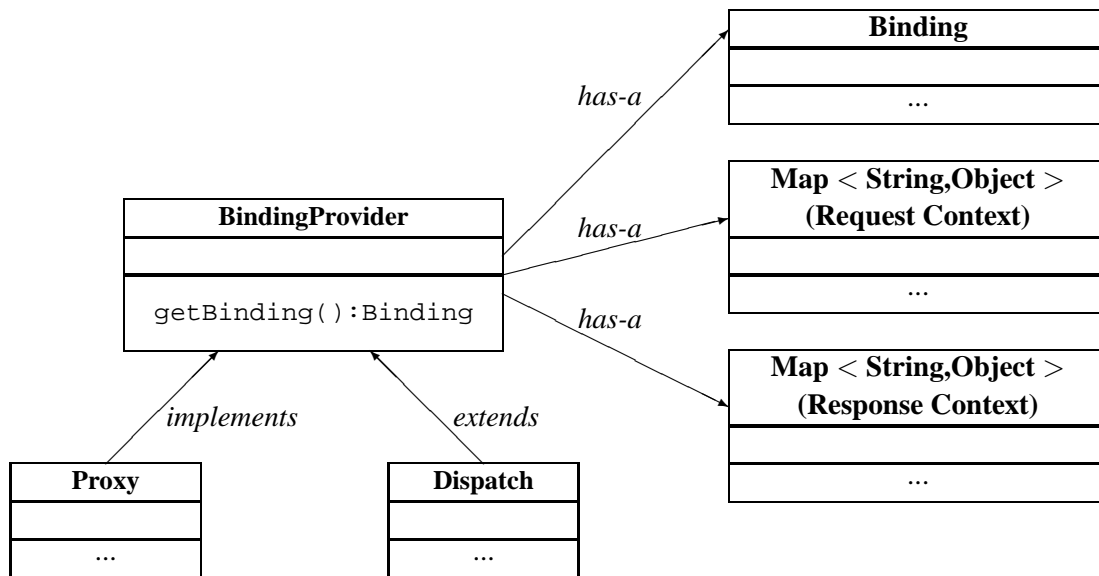 Binding
...
has-a
Map < String,Object >
(Request Context)
...
has-a
BindingProvider
getBinding():Binding
has-a
Map < String,Object >
(Response Context)
...
implements
extends
Proxy
...
Dispatch
...